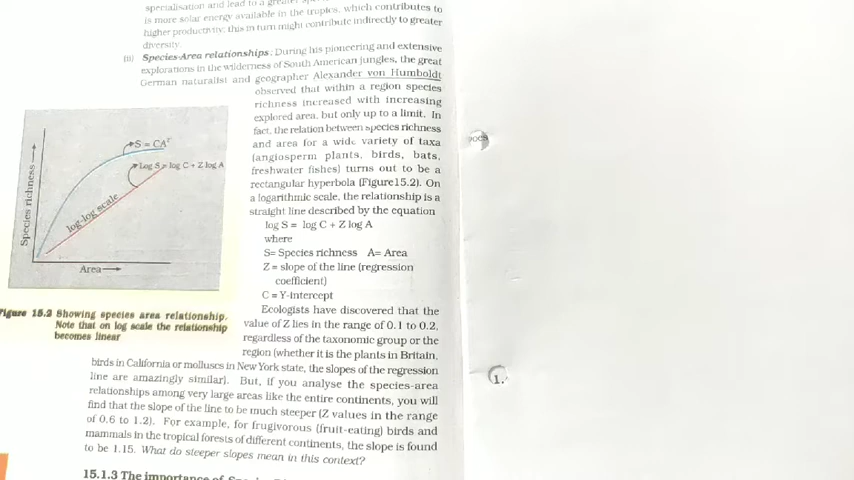 specialisation and lead to a greater
is more solar energy available in the tropics, which contributes to
higher productivity; this in turn might contribute indirectly to greater
diversity.
(iii) Species-Area relationships: During his pioneering and extensive
explorations in the wilderness of South American jungles, the great
German naturalist and geographer Alexander von Humboldt
observed that within a region species
richness increased with increasing
explored area, but only up to a limit. In
fact, the relation between species richness
and area for a wide variety of taxa
(angiosperm plants, birds, bats,
freshwater fishes) turns out to be a
rectangular hyperbola (Figure15.2). On
a logarithmic scale, the relationship is a
straight line described by the equation
log S = log C + Z log A
where
S= Species richness A= Area
Z = slope of the line (regression
coefficient)
C = Y-intercept
Ecologists have discovered that the
value of Z lies in the range of 0.1 to 0.2,
regardless of the taxonomic group or the
region (whether it is the plants in Britain,
birds in California or molluscs in New York state, the slopes of the regression
line are amazingly similar). But, if you analyse the species-area
relationships among very large areas like the entire continents, you will
find that the slope of the line to be much steeper (Z values in the range
of 0.6 to 1.2). For example, for frugivorous (fruit-eating) birds and
mammals in the tropical forests of different continents, the slope is found
to be 1.15. What do steeper slopes mean in this context?
15.1.3 The importance of
Species richness
S = CA^Z
Log S = log C + Z log A
log-log scale
Area
Figure 15.2 Showing species area relationship.
Note that on log scale the relationship
becomes linear
1.